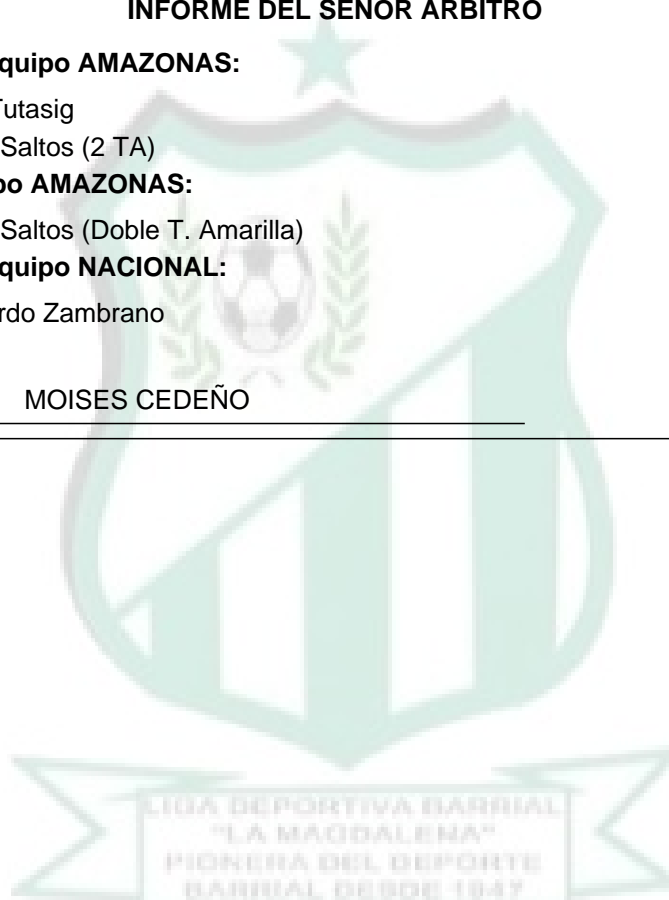 INFORME DEL SEÑOR ARBITRO
quipo AMAZONAS:
Tutasig
Saltos (2 TA)
po AMAZONAS:
Saltos (Doble T. Amarilla)
quipo NACIONAL:
rdo Zambrano
MOISES CEDEÑO
LIGA DEPORTIVA BARRIAL
"LA MAGDALENA"
PIONERA DEL DEPORTE
BARRIAL DESDE 1947